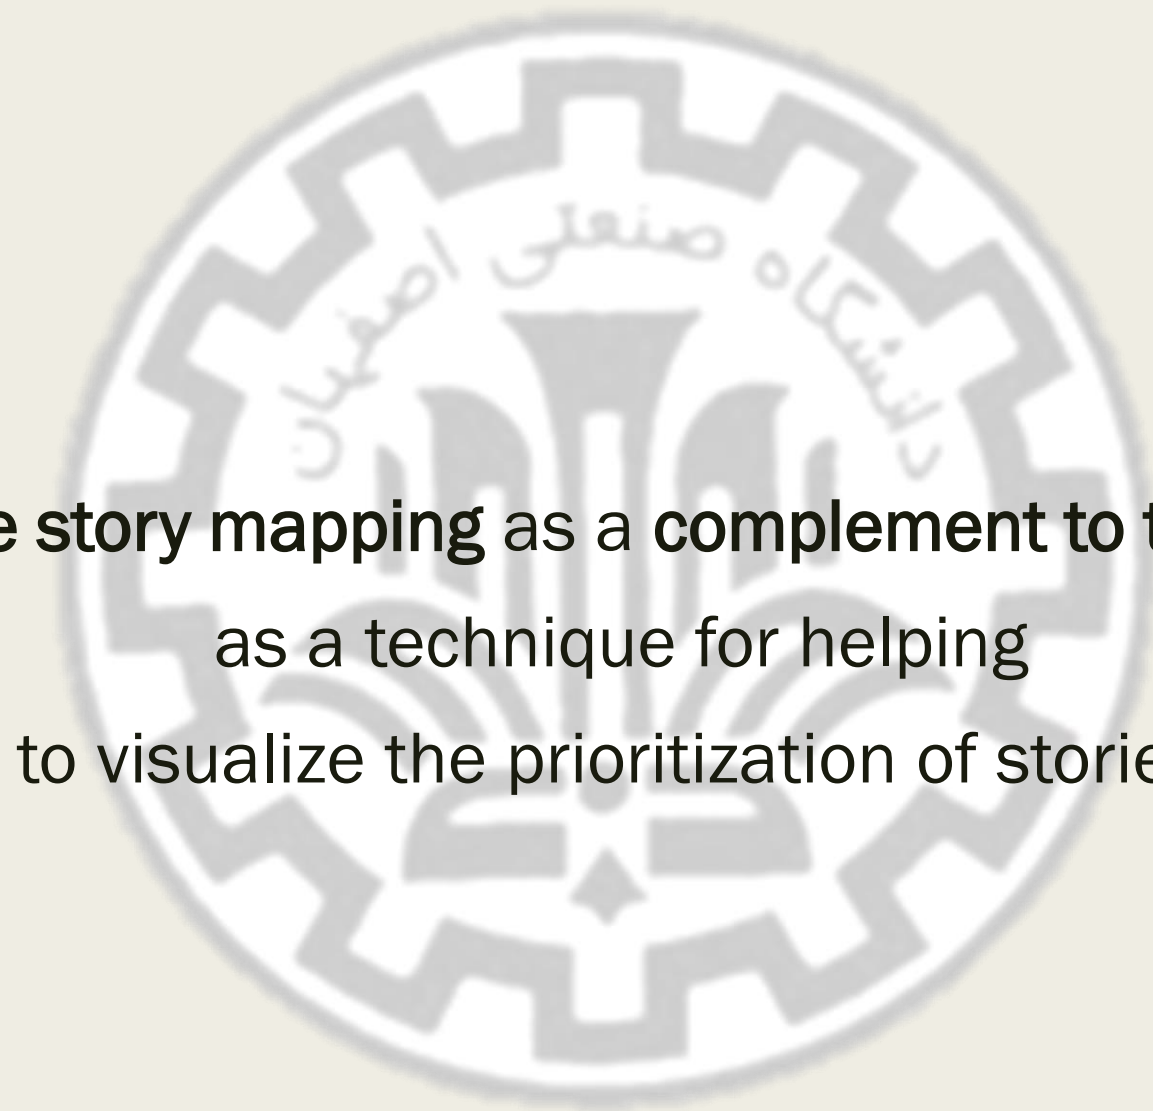 دانشگاه صنعتی اصفهان
e story mapping as a complement to t
as a technique for helping
to visualize the prioritization of storie